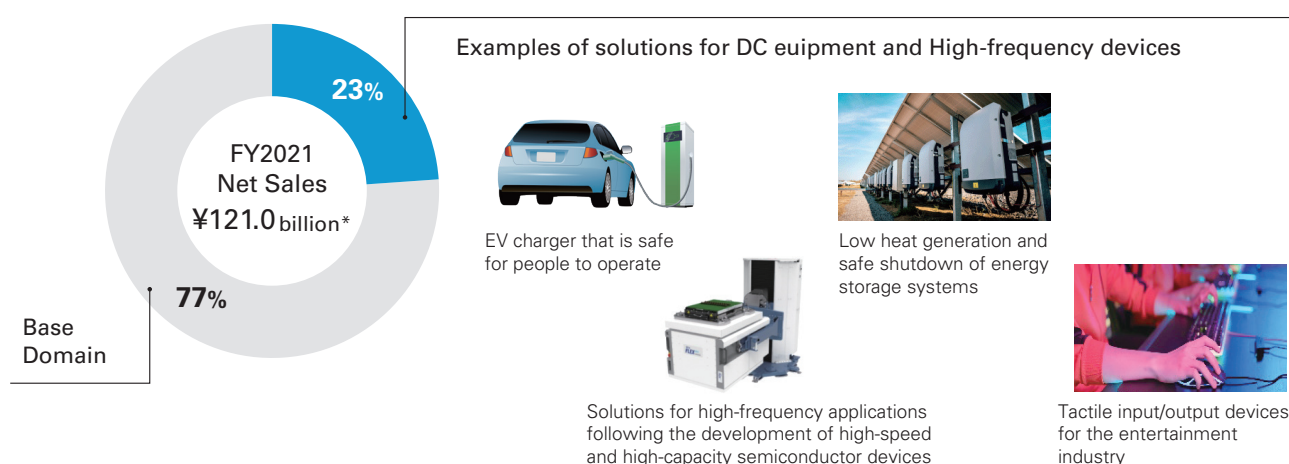 Examples of solutions for DC euipment and High-frequency devices
23%
FY2021
Net Sales
¥121.0 billion*
77%
Base
Domain
EV charger that is safe
for people to operate
Low heat generation and
safe shutdown of energy
storage systems
FLEX
Solutions for high-frequency applications
following the development of high-speed
and high-capacity semiconductor devices
Tactile input/output devices
for the entertainment
industry